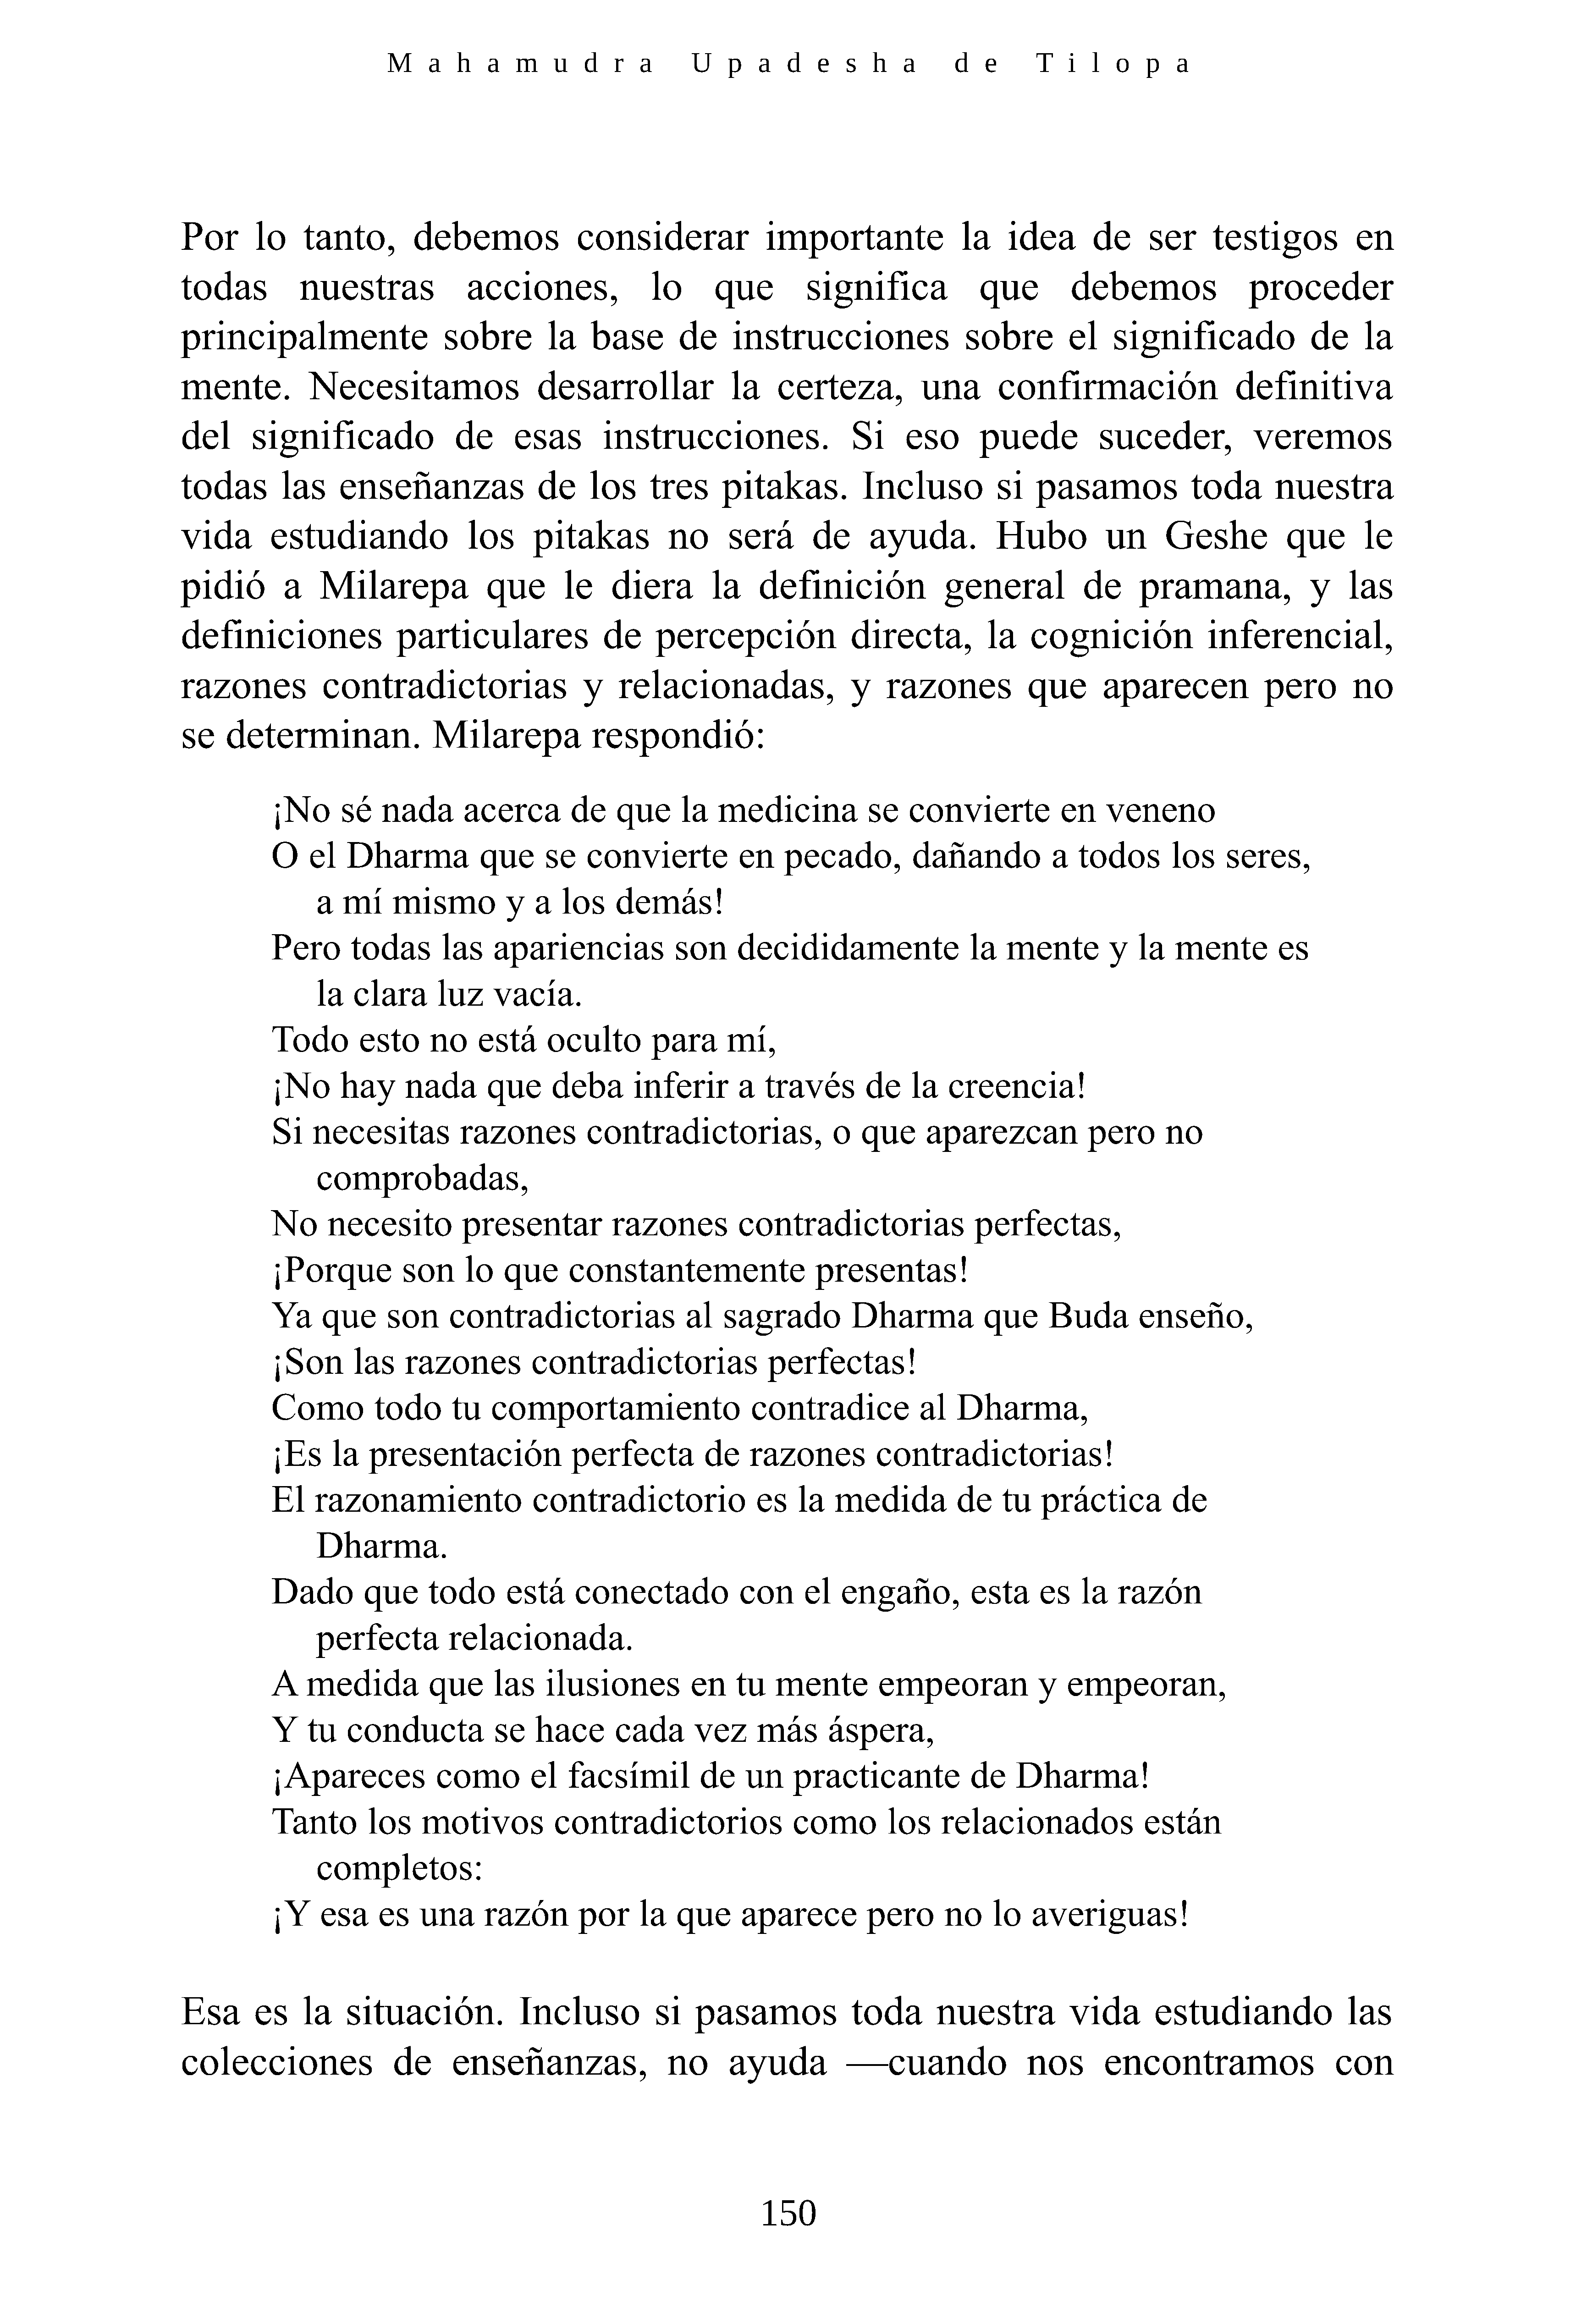 Mahamudra Upadesha de Tilopa
Por lo tanto, debemos considerar importante la idea de ser testigos en
todas nuestras acciones, lo que significa que debemos proceder
principalmente sobre la base de instrucciones sobre el significado de la
mente. Necesitamos desarrollar la certeza, una confirmación definitiva
del significado de esas instrucciones. Si eso puede suceder, veremos
todas las enseñanzas de los tres pitakas. Incluso si pasamos toda nuestra
vida estudiando los pitakas no será de ayuda. Hubo un Geshe que le
pidió a Milarepa que le diera la definición general de pramana, y las
definiciones particulares de percepción directa, la cognición inferencial,
razones contradictorias y relacionadas, y razones que aparecen pero no
se determinan. Milarepa respondió:
¡No sé nada acerca de que la medicina se convierte en veneno
O el Dharma que se convierte en pecado, dañando a todos los seres,
a mí mismo y a los demás!
Pero todas las apariencias son decididamente la mente y la mente es
la clara luz vacía.
Todo esto no está oculto para mí,
¡No hay nada que deba inferir a través de la creencia!
Si necesitas razones contradictorias, o que aparezcan pero no
comprobadas,
No necesito presentar razones contradictorias perfectas,
¡Porque son lo que constantemente presentas!
Ya que son contradictorias al sagrado Dharma que Buda enseño,
¡Son las razones contradictorias perfectas!
Como todo tu comportamiento contradice al Dharma,
¡Es la presentación perfecta de razones contradictorias!
El razonamiento contradictorio es la medida de tu práctica de
Dharma.
Dado que todo está conectado con el engaño, esta es la razón
perfecta relacionada.
A medida que las ilusiones en tu mente empeoran y empeoran,
Y tu conducta se hace cada vez más áspera,
¡Apareces como el facsímil de un practicante de Dharma!
Tanto los motivos contradictorios como los relacionados están
completos:
¡Y esa es una razón por la que aparece pero no lo averiguas!
Esa es la situación. Incluso si pasamos toda nuestra vida estudiando las
colecciones de enseñanzas, no ayuda —cuando nos encontramos con
150